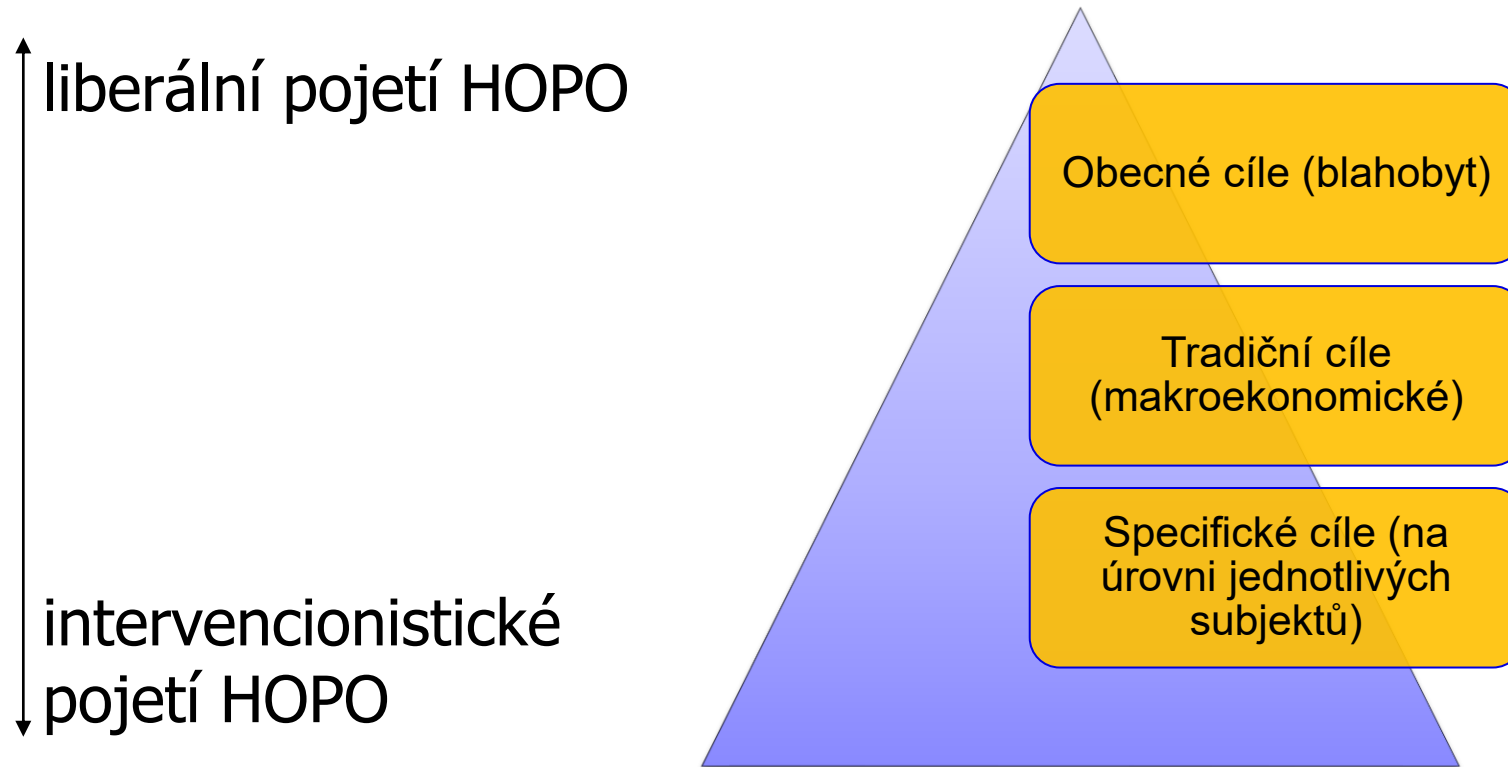 liberální pojetí HOPO
Obecné cíle (blahobyt)
Tradiční cíle
(makroekonomické)
Specifické cíle (na
úrovni jednotlivých
subjektů)
intervencionistické
pojetí HOPO